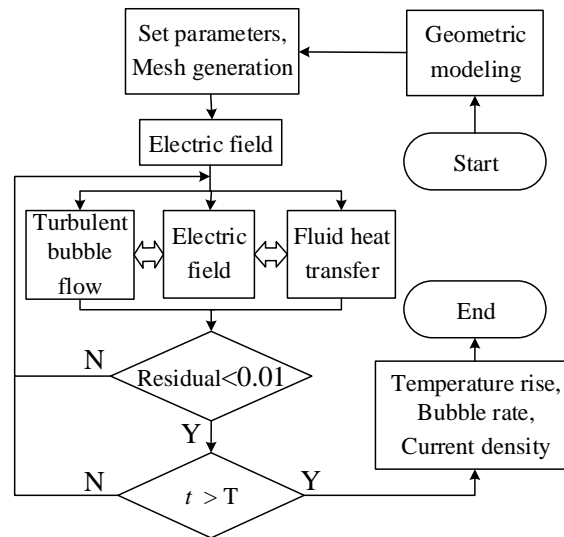 Set parameters,
Mesh generation
Geometric
modeling
Electric field
Start
Turbulent
bubble
flow
Electric
field
Fluid heat
transfer
End
N
Residual<0.01
Y
Temperature rise,
Bubble rate,
Current density
N
t > T
Y